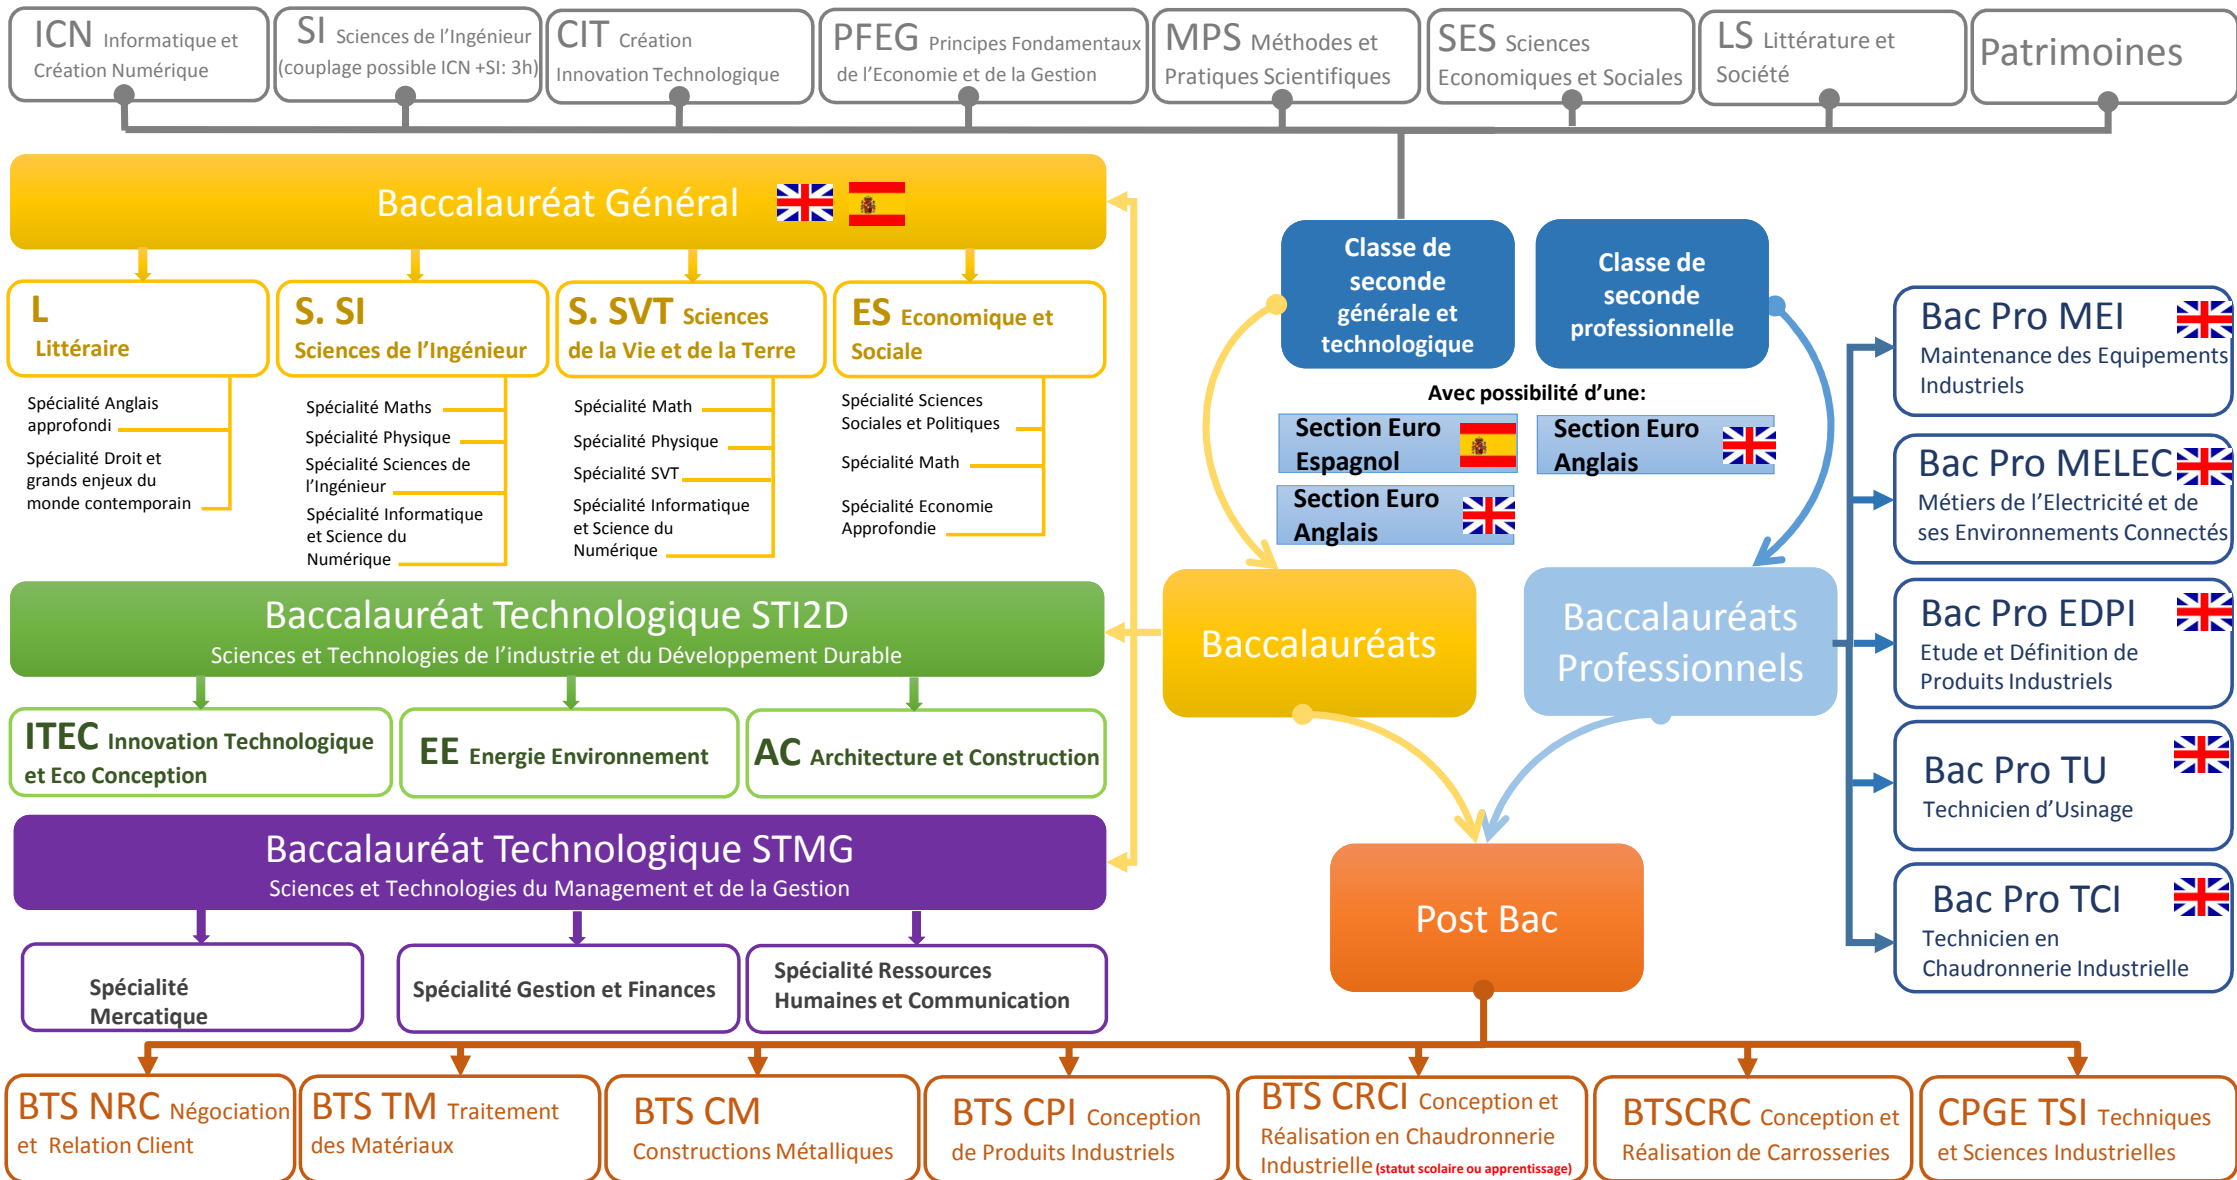 ICN Informatique et
Création Numérique
SI Sciences de l'Ingénieur
(couplage possible ICN +SI: 3h)
CIT Création
Innovation Technologique
PFEG Principes Fondamentaux
de l'Economie et de la Gestion
MPS Méthodes et
Pratiques Scientifiques
SES Sciences
Economiques et Sociales
LS Littérature et
Société
Patrimoines
Baccalauréat Général
L
Littéraire
S. SI
Sciences de l'Ingénieur
S. SVT Sciences
de la Vie et de la Terre
ES Economique et
Sociale
Spécialité Anglais
approfondi
Spécialité Droit et
grands enjeux du
monde contemporain
Spécialité Maths
Spécialité Physique
Spécialité Sciences de
l'Ingénieur
Spécialité Informatique
et Science du
Numérique
Spécialité Math
Spécialité Physique
Spécialité SVT
Spécialité Informatique
et Science du
Numérique
Spécialité Sciences
Sociales et Politiques
Spécialité Math
Spécialité Economie
Approfondie
Classe de
seconde
générale et
technologique
Classe de
seconde
professionnelle
Avec possibilité d'une:
Section Euro
Espagnol
Section Euro
Anglais
Section Euro
Anglais
Baccalauréats
Baccalauréats
Professionnels
Bac Pro MEI
Maintenance des Equipements
Industriels
Bac Pro MELEC
Métiers de l'Electricité et de
ses Environnements Connectés
Bac Pro EDPI
Etude et Définition de
Produits Industriels
Bac Pro TU
Technicien d'Usinage
Bac Pro TCI
Technicien en
Chaudronnerie Industrielle
Baccalauréat Technologique STI2D
Sciences et Technologies de l'industrie et du Développement Durable
ITEC Innovation Technologique
et Eco Conception
EE Energie Environnement
AC Architecture et Construction
Baccalauréat Technologique STMG
Sciences et Technologies du Management et de la Gestion
Spécialité
Mercatique
Spécialité Gestion et Finances
Spécialité Ressources
Humaines et Communication
Post Bac
BTS NRC Négociation
et Relation Client
BTS TM Traitement
des Matériaux
BTS CM
Constructions Métalliques
BTS CPI Conception
de Produits Industriels
BTS CRCI Conception et
Réalisation en Chaudronnerie
Industrielle (statut scolaire ou apprentissage)
BTSCRC Conception et
Réalisation de Carrosseries
CPGE TSI Techniques
et Sciences Industrielles